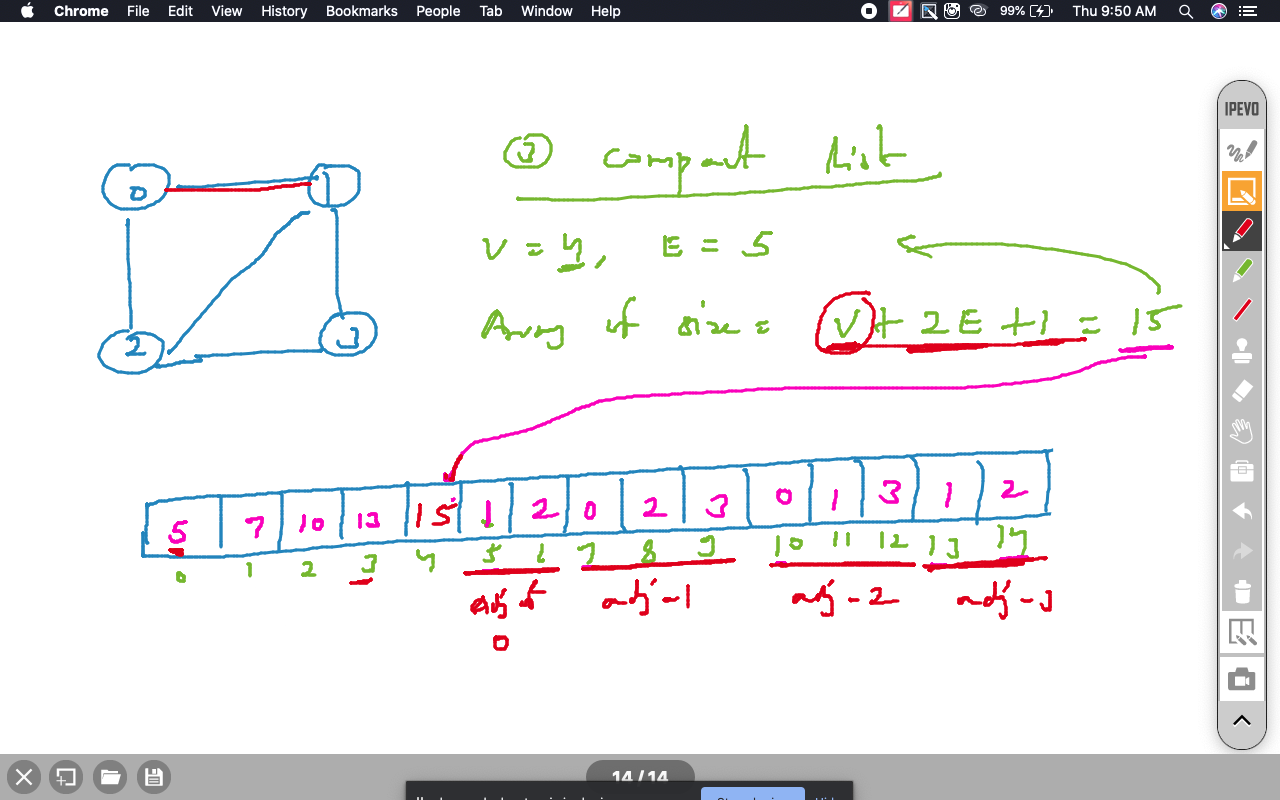 Chrome File Edit View History Bookmarks People Tab Window Help 99% Thu 9:50 AM
IPEVO
③ Compact List
0 1
2 3
V = 4, E = 5
Array of size = V + 2E + 1 = 15
5 7 10 13 15 1 2 0 2 3 0 1 3 1 2
0 1 2 3 4 5 6 7 8 9 10 11 12 13 14
adj of 0
adj-1
adj-2
adj-3
14 / 14